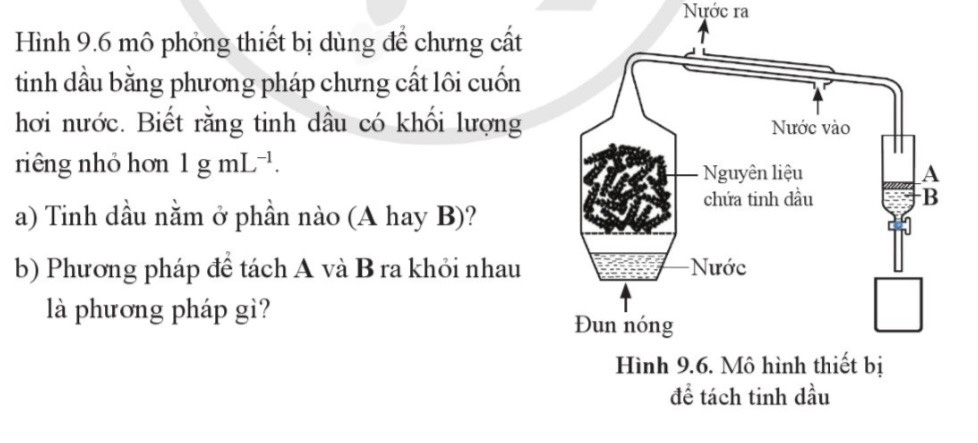 Hình 9.6 mô phỏng thiết bị dùng để chưng cất
tinh dầu bằng phương pháp chưng cất lôi cuốn
hơi nước. Biết rằng tinh dầu có khối lượng
riêng nhỏ hơn 1 g mL⁻¹.
a) Tinh dầu nằm ở phần nào (A hay B)?
b) Phương pháp để tách A và B ra khỏi nhau
là phương pháp gì?
Nước ra
Nước vào
Nguyên liệu
chứa tinh dầu
A
B
Nước
Đun nóng
Hình 9.6. Mô hình thiết bị
để tách tinh dầu